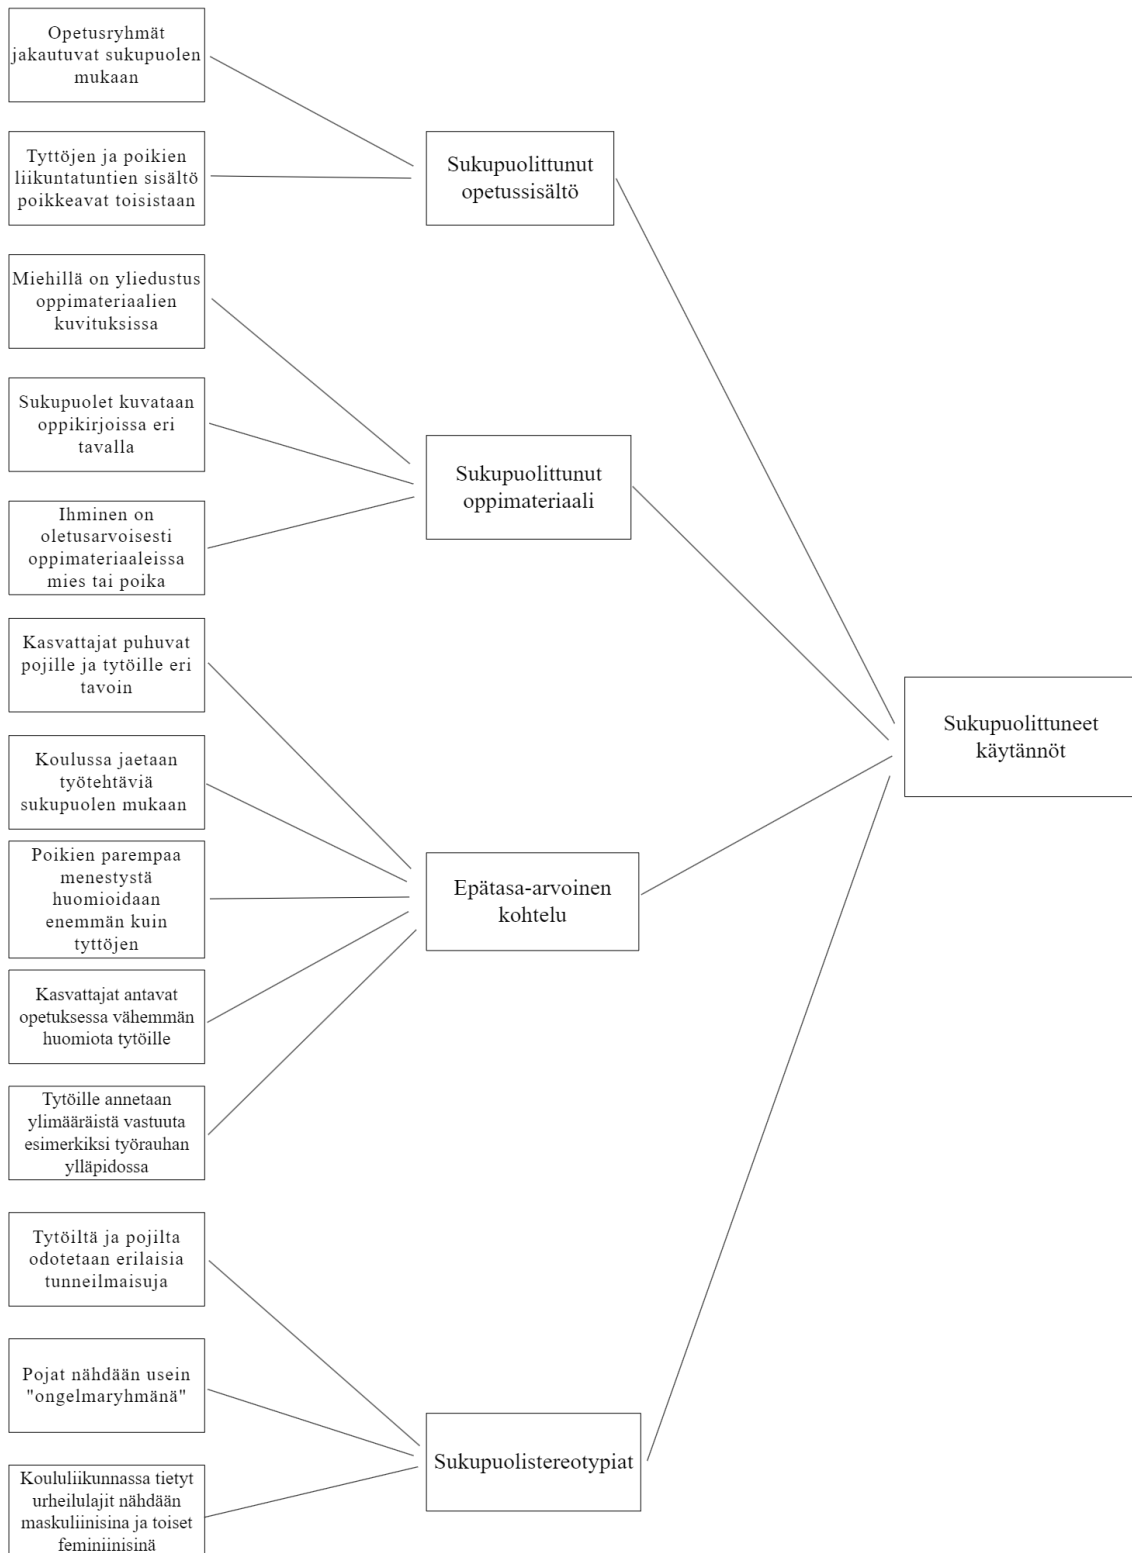 Opetusryhmät
jakautuvat sukupuolen
mukaan
Tyttöjen ja poikien
liikuntatuntien sisältö
poikkeavat toisistaan
Sukupuolittunut
opetussisältö
Miehillä on yliedustus
oppimateriaalien
kuvituksissa
Sukupuolet kuvataan
oppikirjoissa eri
tavalla
Ihminen on
oletusarvoisesti
oppimateriaaleissa
mies tai poika
Sukupuolittunut
oppimateriaali
Kasvattajat puhuvat
pojille ja tytöille eri
tavoin
Koulussa jaetaan
työtehtäviä
sukupuolen mukaan
Poikien parempaa
menestystä
huomioidaan
enemmän kuin
tyttöjen
Kasvattajat antavat
opetuksessa vähemmän
huomiota tytöille
Tytöille annetaan
ylimääräistä vastuuta
esimerkiksi työrauhan
ylläpidossa
Epätasa-arvoinen
kohtelu
Tytöiltä ja pojilta
odotetaan erilaisia
tunneilmaisuja
Pojat nähdään usein
"ongelmaryhmänä"
Koululiikunnassa tietyt
urheilulajit nähdään
maskuliinisina ja toiset
feminiinisinä
Sukupuolistereotypiat
Sukupuolittuneet
käytännöt